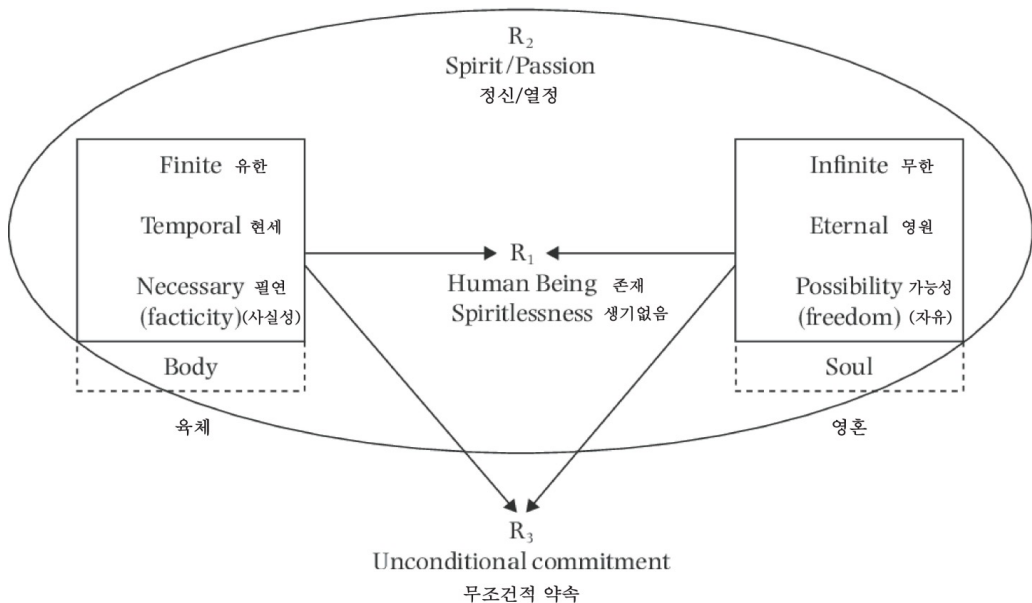 R₂
Spirit/Passion
정신/열정
Finite 유한
Temporal 현세
Necessary 필연
(facticity)(사실성)
Body
육체
R₁
Human Being 존재
Spiritlessness 생기없음
Infinite 무한
Eternal 영원
Possibility 가능성
(freedom) (자유)
Soul
영혼
R₃
Unconditional commitment
무조건적 약속